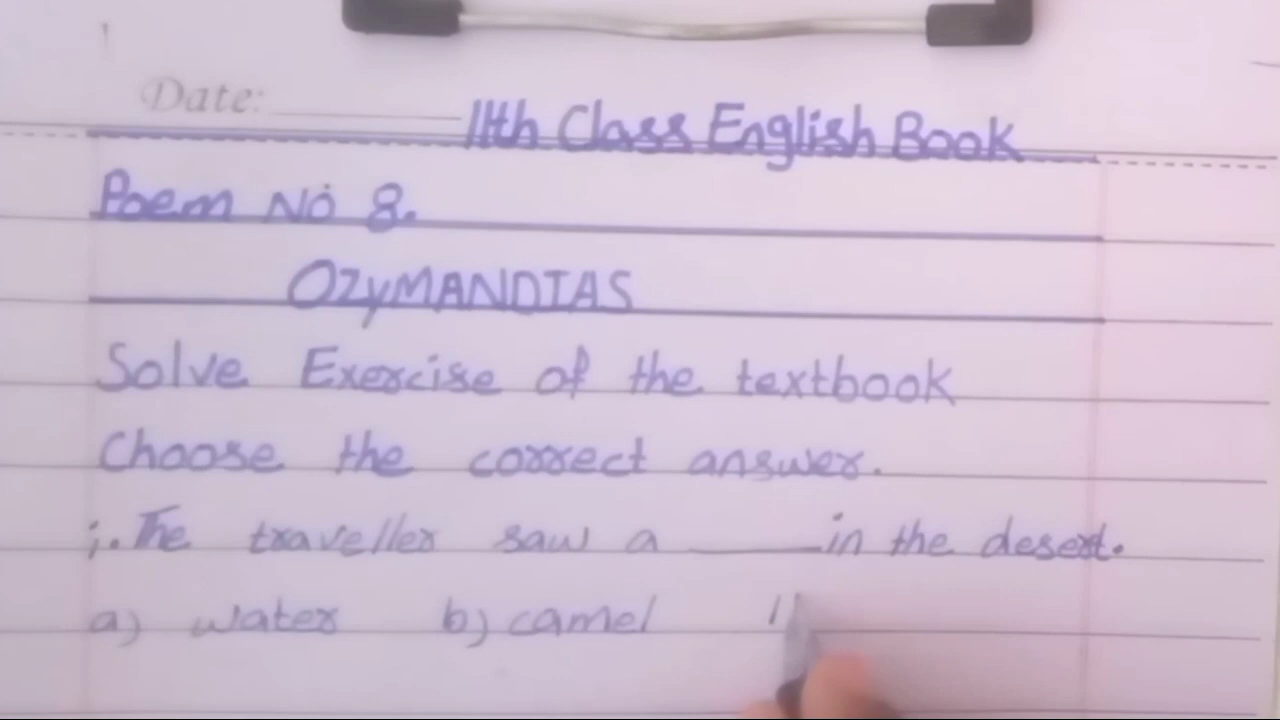 Date:
11th Class English Book
Poem No 8.
OZYMANDIAS
Solve Exercise of the textbook
Choose the correct answer.
i. The traveller saw a ______ in the desert.
a) water b) camel